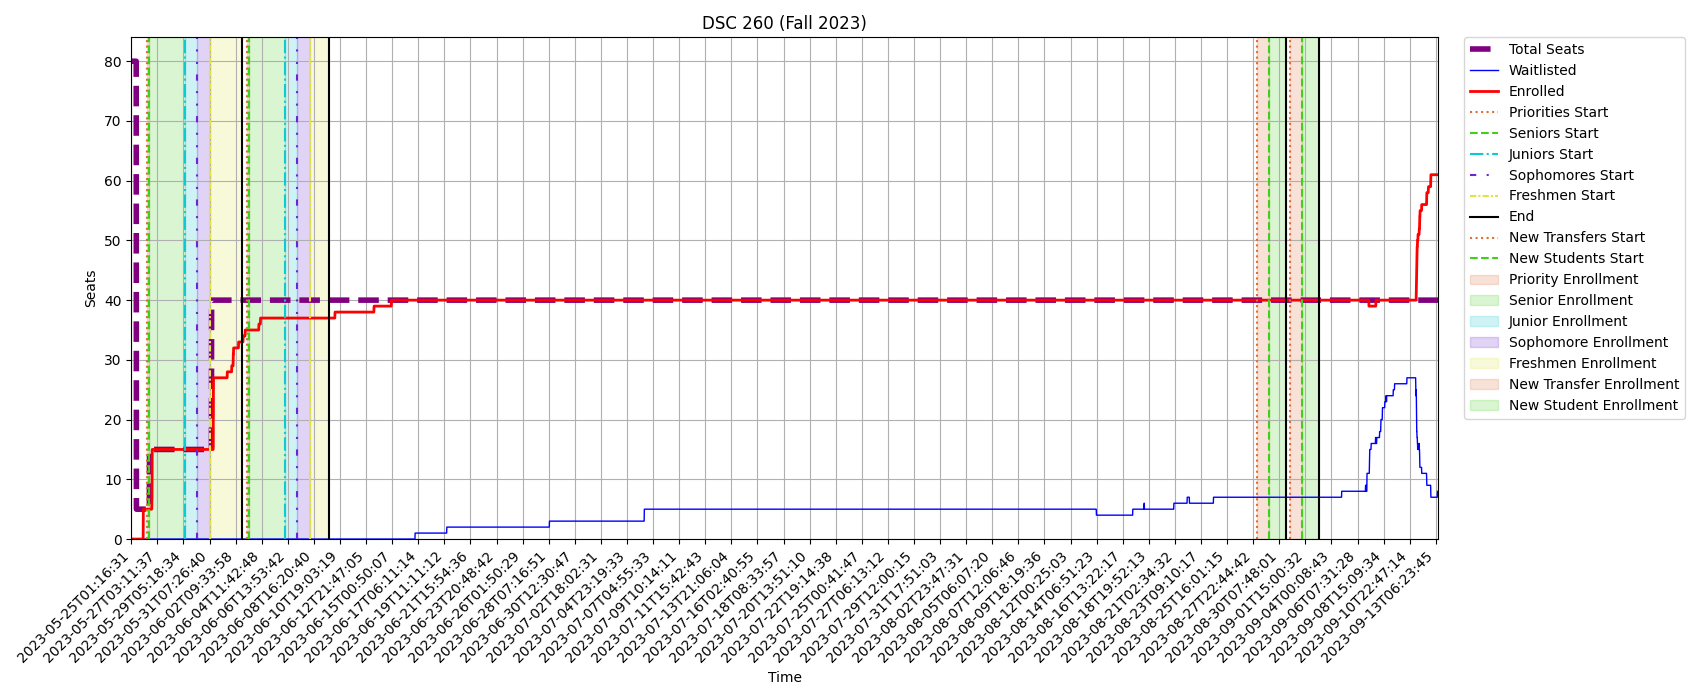 DSC 260 (Fall 2023)
Seats
80
70
60
50
40
30
20
10
0
2023-05-25T01:16:31
2023-05-27T03:11:37
2023-05-29T05:18:34
2023-05-31T07:26:40
2023-06-02T09:33:58
2023-06-04T11:42:48
2023-06-06T13:53:42
2023-06-08T16:20:40
2023-06-10T19:03:19
2023-06-12T21:47:05
2023-06-15T00:50:07
2023-06-17T06:11:14
2023-06-19T11:11:12
2023-06-21T15:54:36
2023-06-23T20:48:42
2023-06-26T01:50:29
2023-06-28T07:16:51
2023-06-30T12:30:47
2023-07-02T18:02:31
2023-07-04T23:19:33
2023-07-07T04:55:33
2023-07-09T10:14:11
2023-07-11T15:42:43
2023-07-13T21:06:04
2023-07-16T02:40:55
2023-07-18T08:33:57
2023-07-20T13:51:10
2023-07-22T19:14:38
2023-07-25T00:41:47
2023-07-27T06:13:12
2023-07-29T12:00:15
2023-07-31T17:51:03
2023-08-02T23:47:31
2023-08-05T06:07:20
2023-08-07T12:06:46
2023-08-09T18:19:36
2023-08-12T00:25:03
2023-08-14T06:51:23
2023-08-16T13:22:17
2023-08-18T19:52:13
2023-08-21T02:34:32
2023-08-23T09:10:17
2023-08-25T16:01:15
2023-08-27T22:44:42
2023-08-30T07:48:01
2023-09-01T15:00:32
2023-09-04T00:08:43
2023-09-06T07:31:28
2023-09-08T15:09:34
2023-09-10T22:47:14
2023-09-13T06:23:45
Time
Total Seats
Waitlisted
Enrolled
Priorities Start
Seniors Start
Juniors Start
Sophomores Start
Freshmen Start
End
New Transfers Start
New Students Start
Priority Enrollment
Senior Enrollment
Junior Enrollment
Sophomore Enrollment
Freshmen Enrollment
New Transfer Enrollment
New Student Enrollment